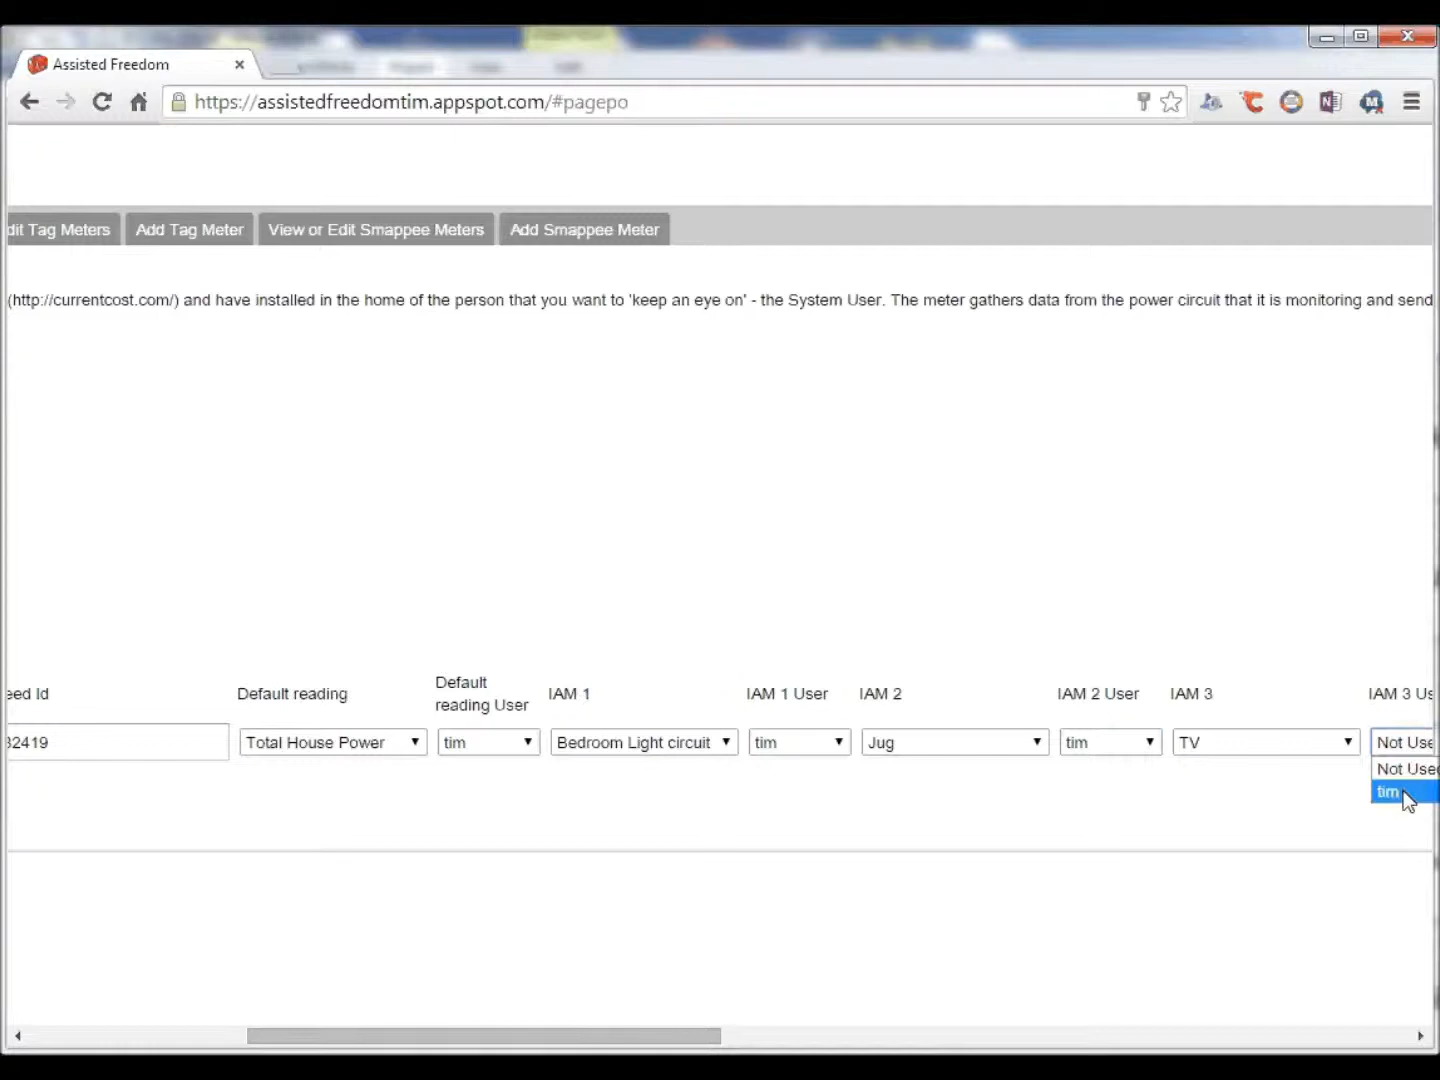 Assisted Freedom
https://assistedfreedomtim.appspot.com/#pagepo
dit Tag Meters
Add Tag Meter
View or Edit Smappee Meters
Add Smappee Meter
(http://currentcost.com/) and have installed in the home of the person that you want to 'keep an eye on' - the System User. The meter gathers data from the power circuit that it is monitoring and send
eed Id
Default reading
Default
reading User
IAM 1
IAM 1 User
IAM 2
IAM 2 User
IAM 3
IAM 3 Us
32419
Total House Power
tim
Bedroom Light circuit
tim
Jug
tim
TV
Not Use
Not Use
tim